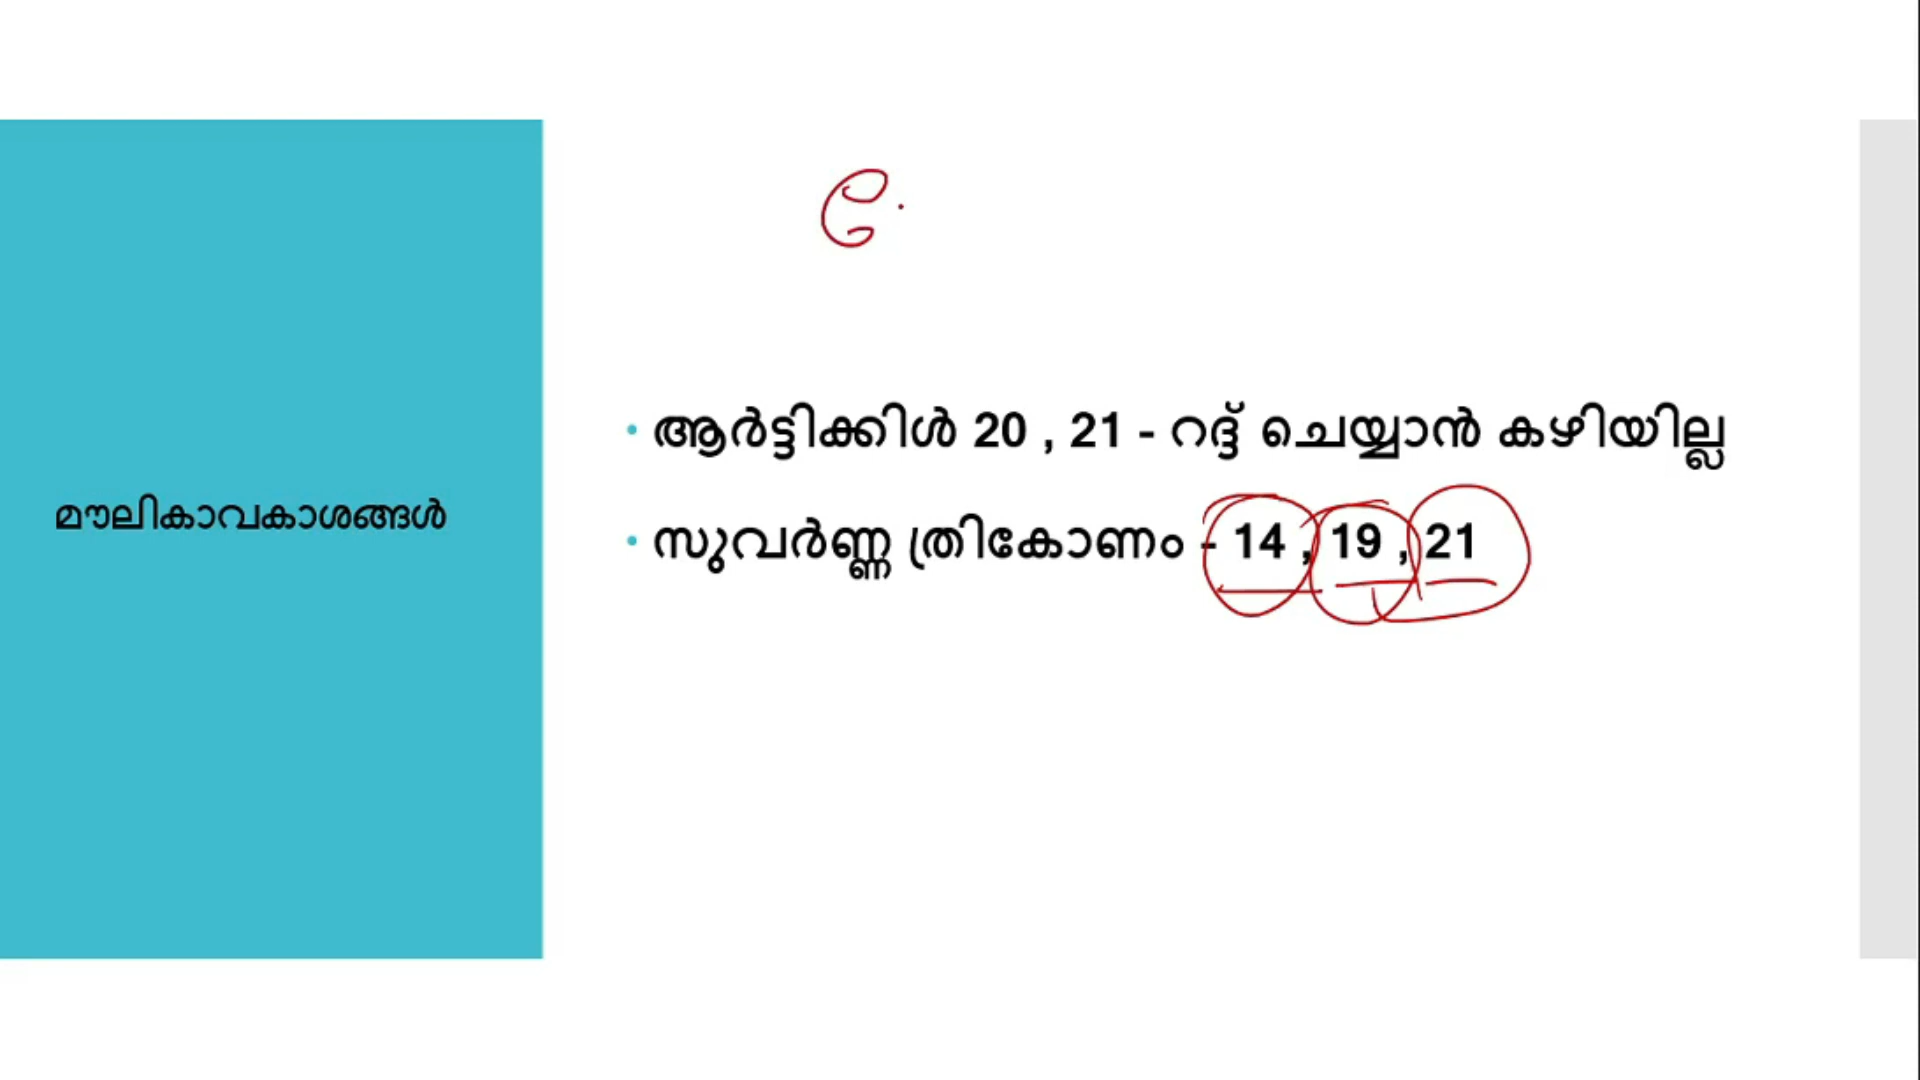 മൗലികാവകാശങ്ങൾ
• ആർട്ടിക്കിൾ 20 , 21 - റദ്ദ് ചെയ്യാൻ കഴിയില്ല
• സുവർണ്ണ ത്രികോണം - 14 , 19 , 21